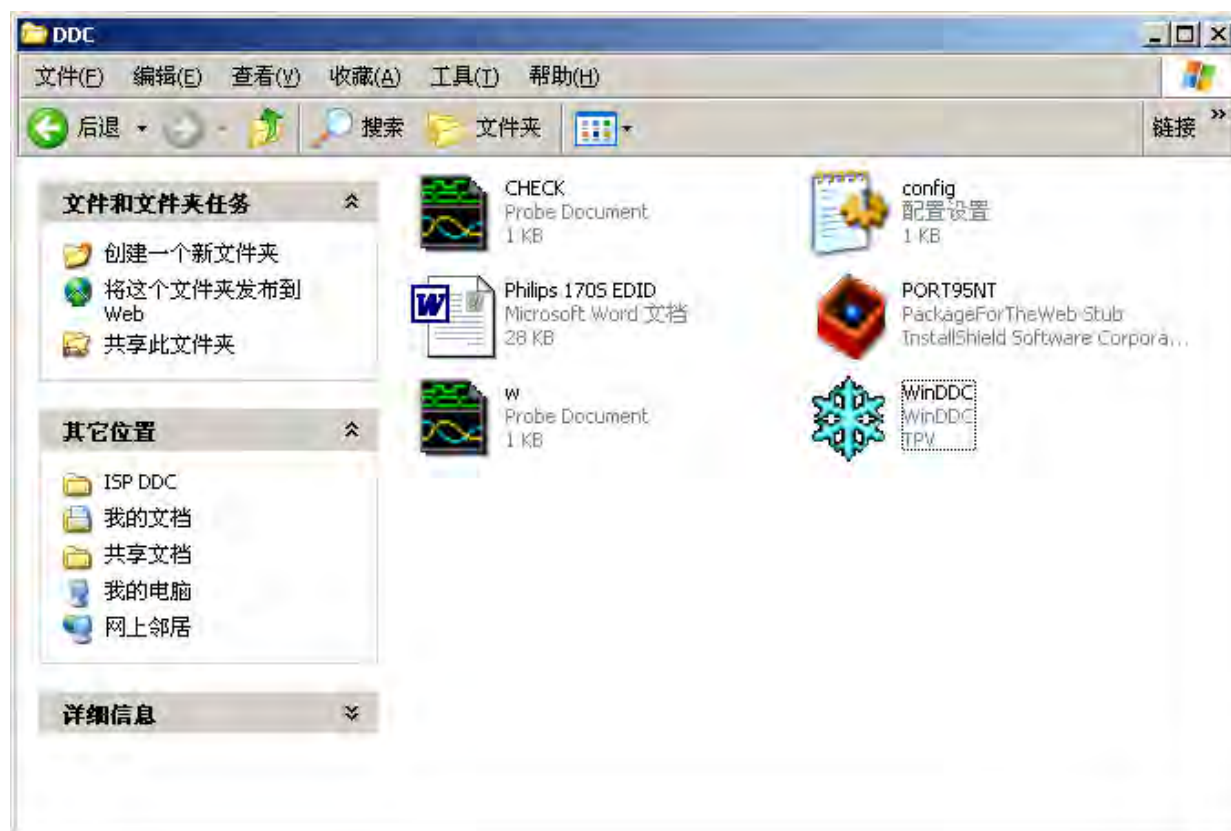 DDC
文件(F) 编辑(E) 查看(V) 收藏(A) 工具(T) 帮助(H)
后退 搜索 文件夹 链接 »
文件和文件夹任务
创建一个新文件夹
将这个文件夹发布到
Web
共享此文件夹
其它位置
ISP DDC
我的文档
共享文档
我的电脑
网上邻居
详细信息
CHECK
Probe Document
1 KB
config
配置设置
1 KB
Philips 170S EDID
Microsoft Word 文档
28 KB
PORT95NT
PackageForTheWeb Stub
InstallShield Software Corpora...
w
Probe Document
1 KB
WinDDC
WinDDC
TPV